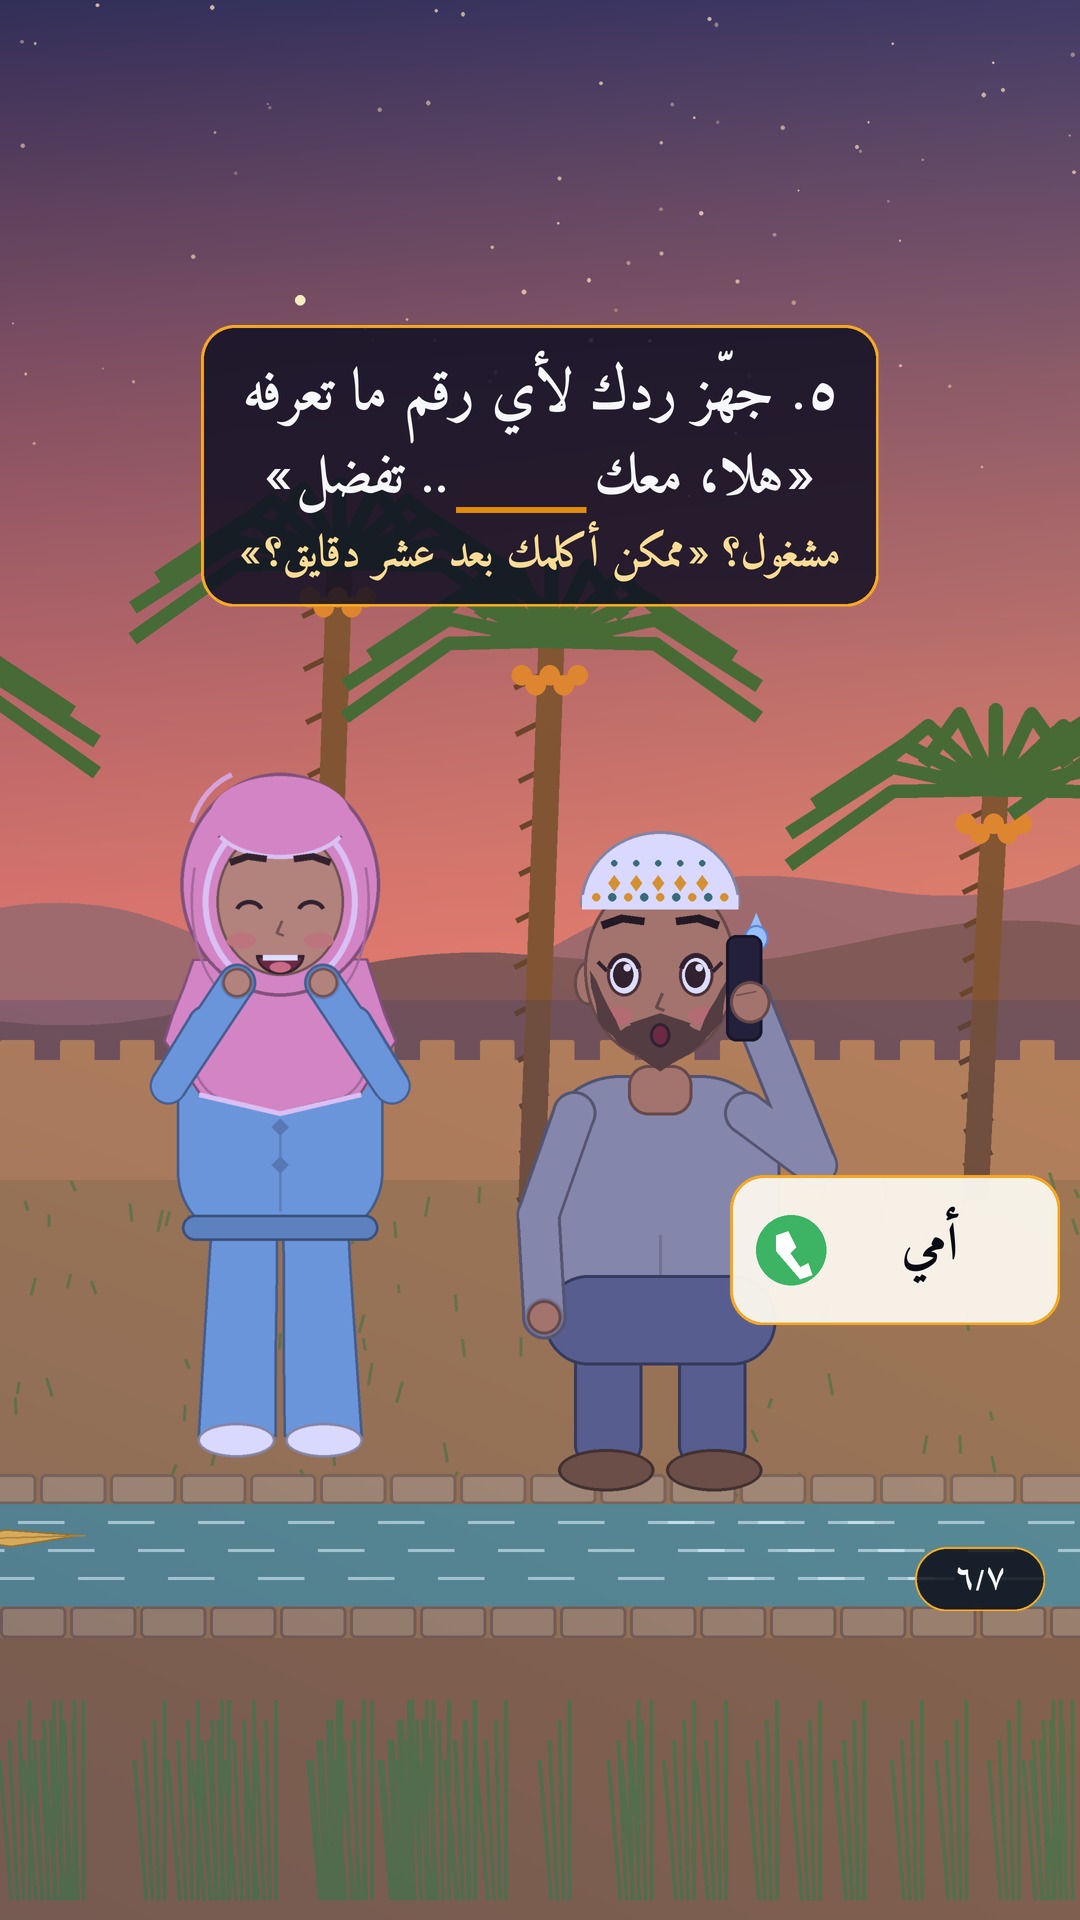 ٥. جهّز ردك لأي رقم ما تعرفه
«هلا، معك ______ .. تفضل»
مشغول؟ «ممكن أكلمك بعد عشر دقايق؟»
أمي
٦/٧